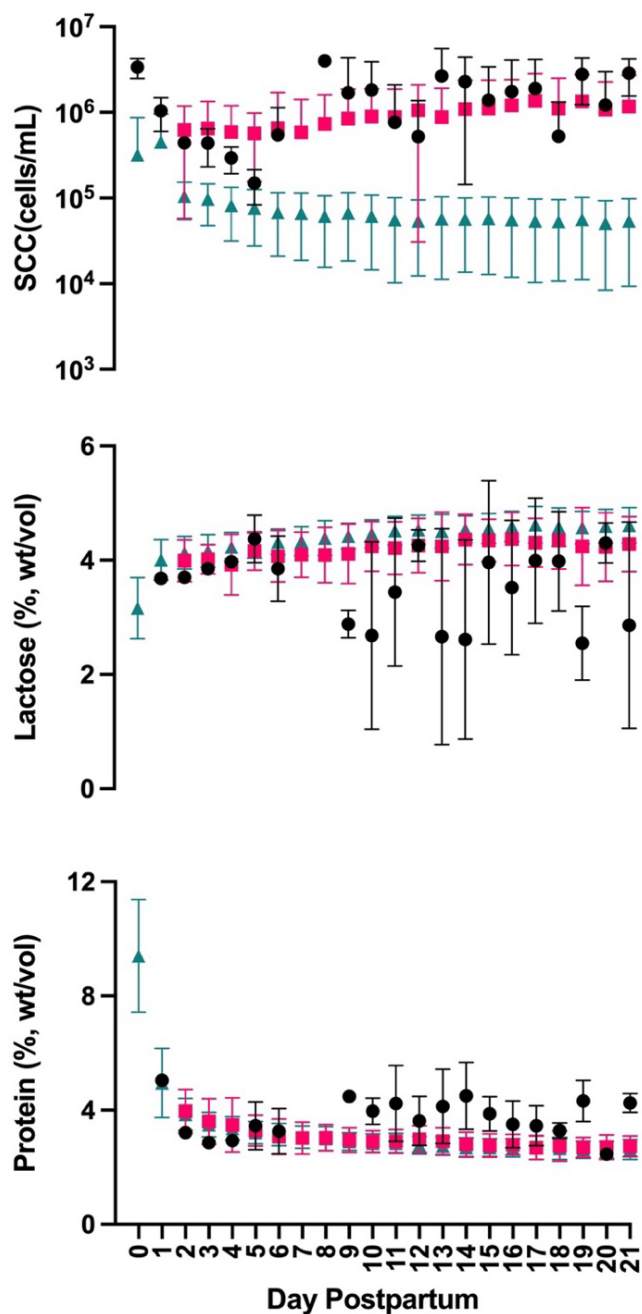 10⁷
10⁶
10⁵
10⁴
10³
SCC(cells/mL)
6
4
2
0
Lactose (%, wt/vol)
12
8
4
0
Protein (%, wt/vol)
0 1 2 3 4 5 6 7 8 9 10 11 12 13 14 15 16 17 18 19 20 21
Day Postpartum